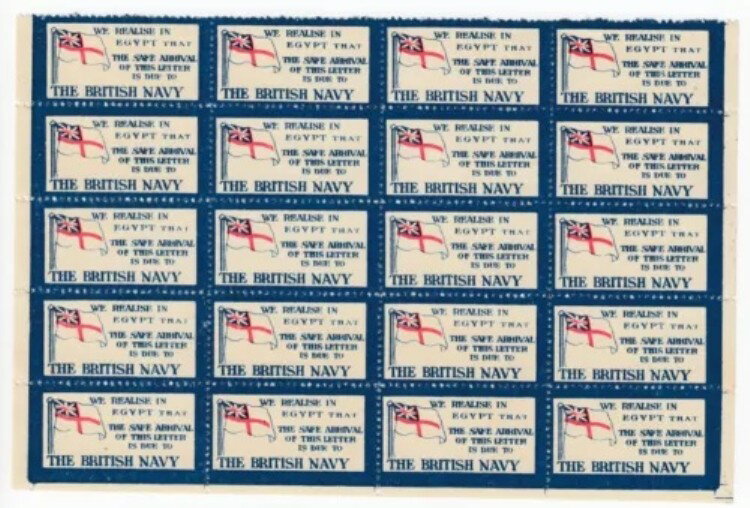 WE REALISE IN
EGYPT THAT
THE SAFE ARRIVAL
OF THIS LETTER
IS DUE TO
THE BRITISH NAVY
WE REALISE IN
EGYPT THAT
THE SAFE ARRIVAL
OF THIS LETTER
IS DUE TO
THE BRITISH NAVY
WE REALISE IN
EGYPT THAT
THE SAFE ARRIVAL
OF THIS LETTER
IS DUE TO
THE BRITISH NAVY
WE REALISE IN
EGYPT THAT
THE SAFE ARRIVAL
OF THIS LETTER
IS DUE TO
THE BRITISH NAVY
WE REALISE IN
EGYPT THAT
THE SAFE ARRIVAL
OF THIS LETTER
IS DUE TO
THE BRITISH NAVY
WE REALISE IN
EGYPT THAT
THE SAFE ARRIVAL
OF THIS LETTER
IS DUE TO
THE BRITISH NAVY
WE REALISE IN
EGYPT THAT
THE SAFE ARRIVAL
OF THIS LETTER
IS DUE TO
THE BRITISH NAVY
WE REALISE IN
EGYPT THAT
THE SAFE ARRIVAL
OF THIS LETTER
IS DUE TO
THE BRITISH NAVY
WE REALISE IN
EGYPT THAT
THE SAFE ARRIVAL
OF THIS LETTER
IS DUE TO
THE BRITISH NAVY
WE REALISE IN
EGYPT THAT
THE SAFE ARRIVAL
OF THIS LETTER
IS DUE TO
THE BRITISH NAVY
WE REALISE IN
EGYPT THAT
THE SAFE ARRIVAL
OF THIS LETTER
IS DUE TO
THE BRITISH NAVY
WE REALISE IN
EGYPT THAT
THE SAFE ARRIVAL
OF THIS LETTER
IS DUE TO
THE BRITISH NAVY
WE REALISE IN
EGYPT THAT
THE SAFE ARRIVAL
OF THIS LETTER
IS DUE TO
THE BRITISH NAVY
WE REALISE IN
EGYPT THAT
THE SAFE ARRIVAL
OF THIS LETTER
IS DUE TO
THE BRITISH NAVY
WE REALISE IN
EGYPT THAT
THE SAFE ARRIVAL
OF THIS LETTER
IS DUE TO
THE BRITISH NAVY
WE REALISE IN
EGYPT THAT
THE SAFE ARRIVAL
OF THIS LETTER
IS DUE TO
THE BRITISH NAVY
WE REALISE IN
EGYPT THAT
THE SAFE ARRIVAL
OF THIS LETTER
IS DUE TO
THE BRITISH NAVY
WE REALISE IN
EGYPT THAT
THE SAFE ARRIVAL
OF THIS LETTER
IS DUE TO
THE BRITISH NAVY
WE REALISE IN
EGYPT THAT
THE SAFE ARRIVAL
OF THIS LETTER
IS DUE TO
THE BRITISH NAVY
WE REALISE IN
EGYPT THAT
THE SAFE ARRIVAL
OF THIS LETTER
IS DUE TO
THE BRITISH NAVY